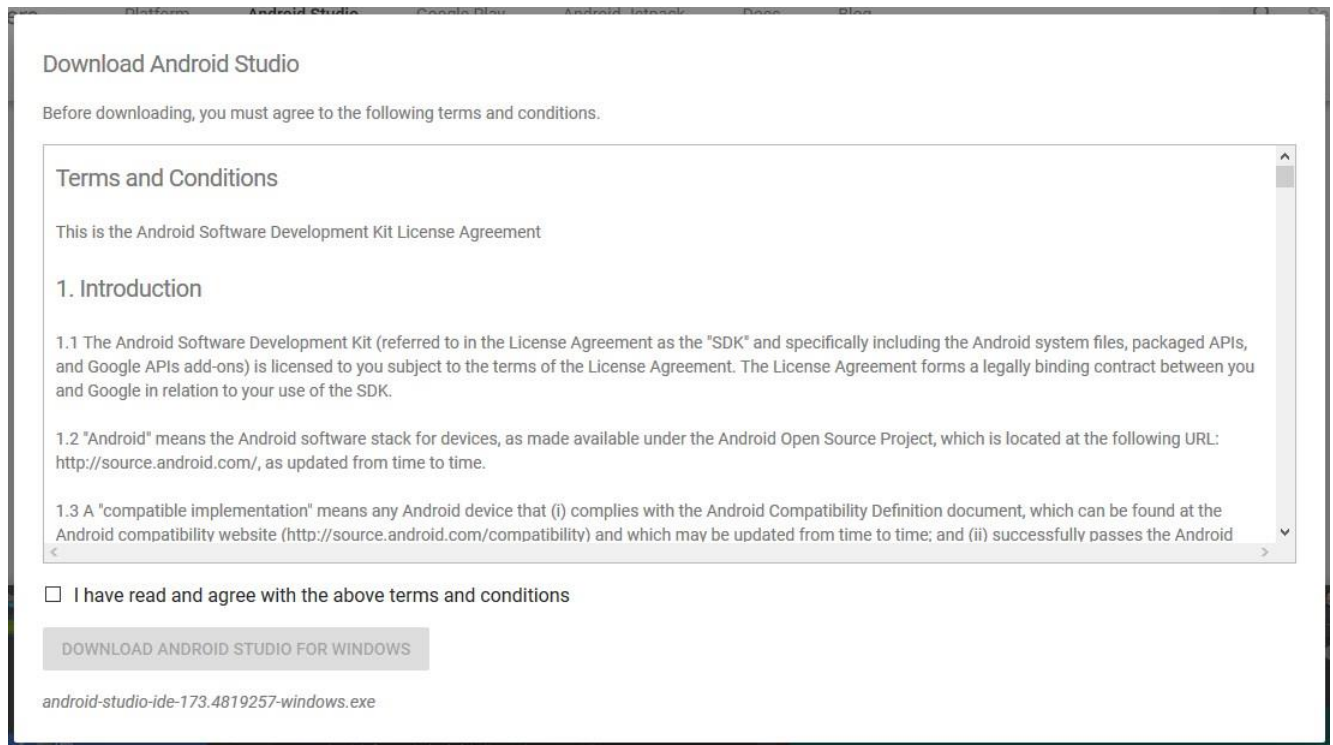 Platform Android Studio Google Play Android Jetpack Docs Blog
Download Android Studio
Before downloading, you must agree to the following terms and conditions.
Terms and Conditions
This is the Android Software Development Kit License Agreement
1. Introduction
1.1 The Android Software Development Kit (referred to in the License Agreement as the "SDK" and specifically including the Android system files, packaged APIs,
and Google APIs add-ons) is licensed to you subject to the terms of the License Agreement. The License Agreement forms a legally binding contract between you
and Google in relation to your use of the SDK.
1.2 "Android" means the Android software stack for devices, as made available under the Android Open Source Project, which is located at the following URL:
http://source.android.com/, as updated from time to time.
1.3 A "compatible implementation" means any Android device that (i) complies with the Android Compatibility Definition document, which can be found at the
Android compatibility website (http://source.android.com/compatibility) and which may be updated from time to time; and (ii) successfully passes the Android
I have read and agree with the above terms and conditions
DOWNLOAD ANDROID STUDIO FOR WINDOWS
android-studio-ide-173.4819257-windows.exe